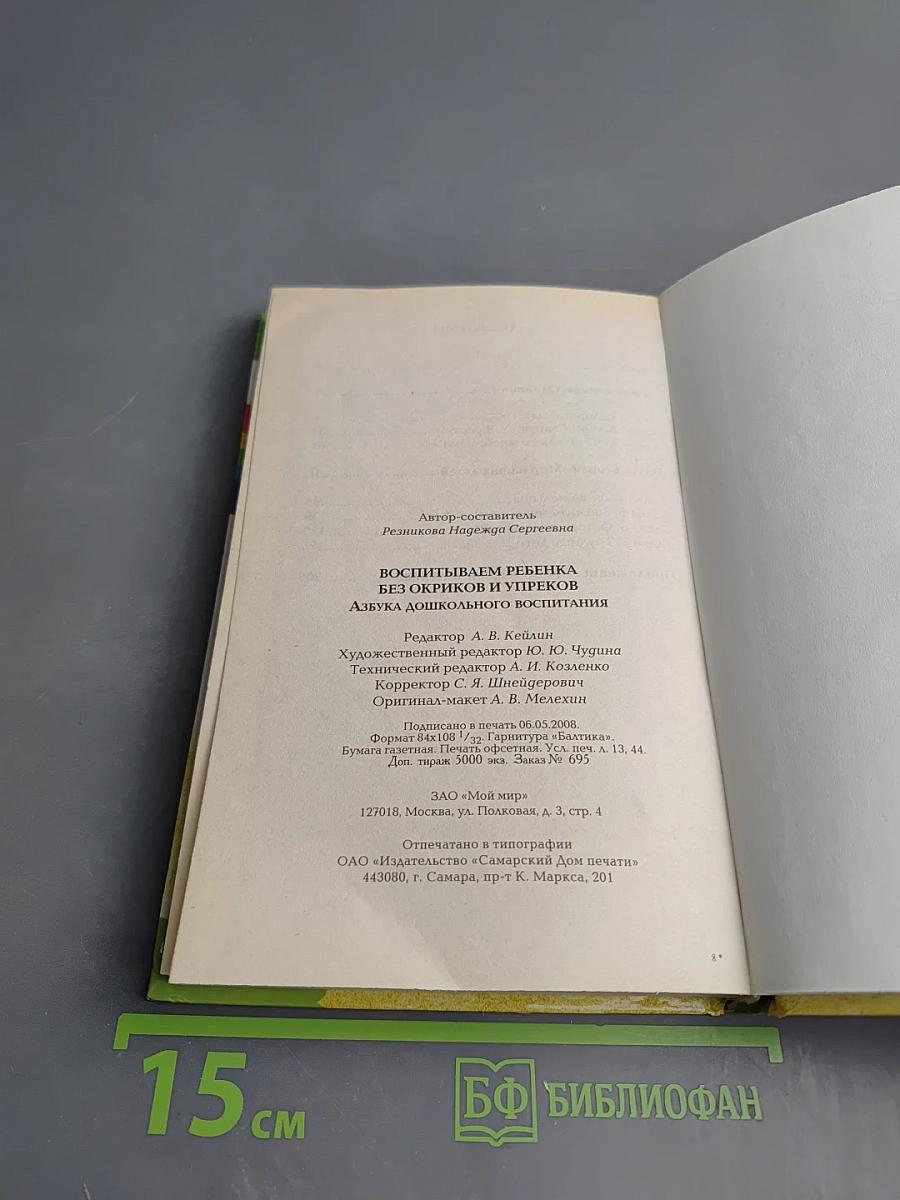 Автор-составитель
Резникова Надежда Сергеевна
ВОСПИТЫВАЕМ РЕБЕНКА
БЕЗ ОКРИКОВ И УПРЕКОВ
АЗБУКА ДОШКОЛЬНОГО ВОСПИТАНИЯ
Редактор А. В. Кейлин
Художественный редактор Ю. Ю. Чудина
Технический редактор А. И. Козленко
Корректор С. Я. Шнейдерович
Оригинал-макет А. В. Мелехин
Подписано в печать 06.05.2008.
Формат 84x108 1/32. Гарнитура «Балтика».
Бумага газетная. Печать офсетная. Усл. печ. л. 13, 44.
Доп. тираж 5000 экз. Заказ № 695
ЗАО «Мой мир»
127018, Москва, ул. Полковая, д. 3, стр. 4
Отпечатано в типографии
ОАО «Издательство «Самарский Дом печати»
443080, г. Самара, пр-т К. Маркса, 201
8*
15 см
БФ БИБЛИОФАН